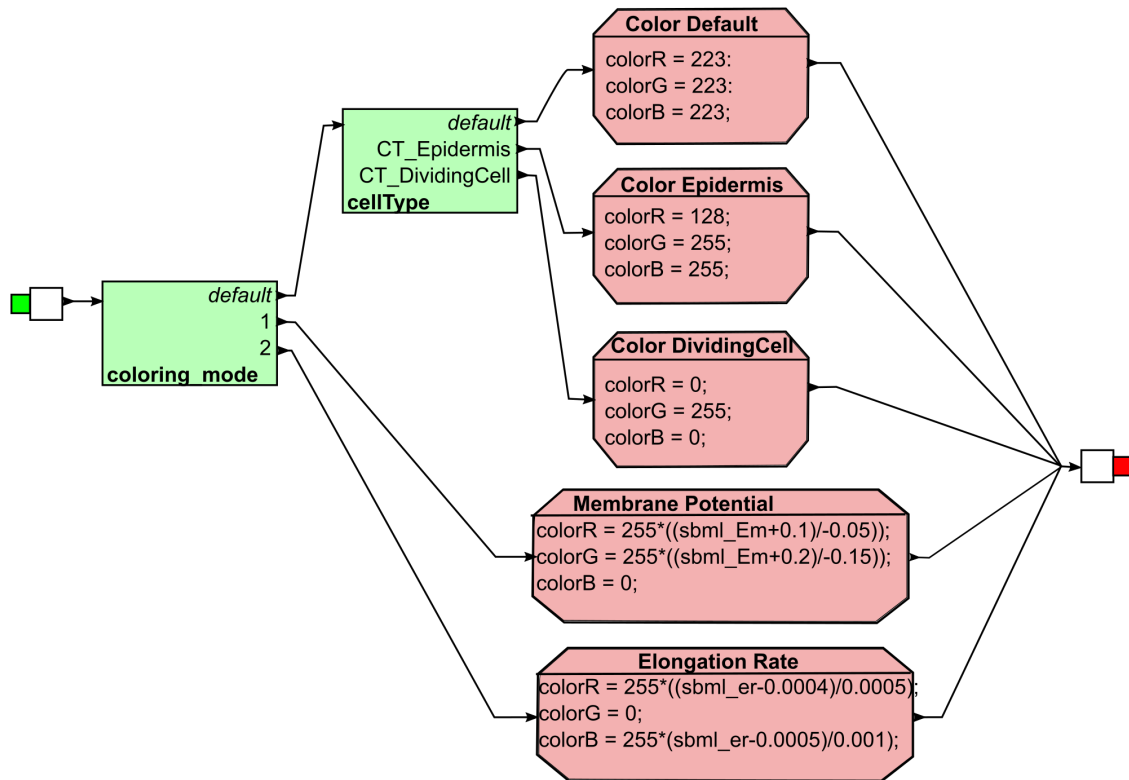 Color Default
colorR = 223:
colorG = 223:
colorB = 223;
default
CT_Epidermis
CT_DividingCell
cellType
Color Epidermis
colorR = 128;
colorG = 255;
colorB = 255;
default
1
2
coloring_mode
Color DividingCell
colorR = 0;
colorG = 255;
colorB = 0;
Membrane Potential
colorR = 255*((sbml_Em+0.1)/-0.05));
colorG = 255*((sbml_Em+0.2)/-0.15));
colorB = 0;
Elongation Rate
colorR = 255*((sbml_er-0.0004)/0.0005);
colorG = 0;
colorB = 255*(sbml_er-0.0005)/0.001);